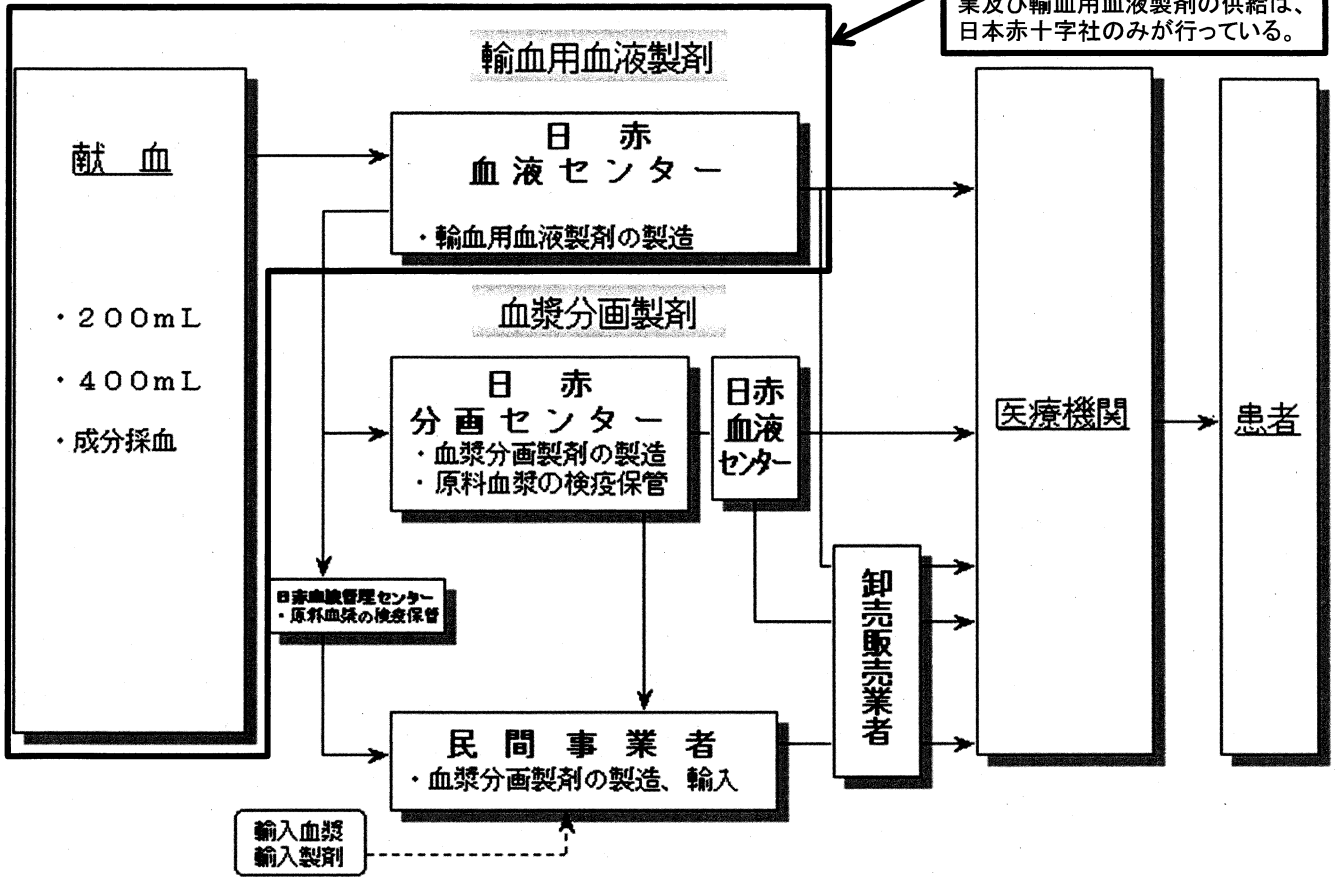 業及び輸血用血液製剤の供給は、
日本赤十字社のみが行っている。
輸血用血液製剤
献 血
・200mL
・400mL
・成分採血
日 赤
血液センター
・輸血用血液製剤の製造
血漿分画製剤
日 赤
分画センター
・血漿分画製剤の製造
・原料血漿の検疫保管
日赤
血液
センター
日赤血漿管理センター
・原料血漿の検疫保管
民 間 事 業 者
・血漿分画製剤の製造、輸入
輸入血漿
輸入製剤
卸売販売業者
医療機関
患者